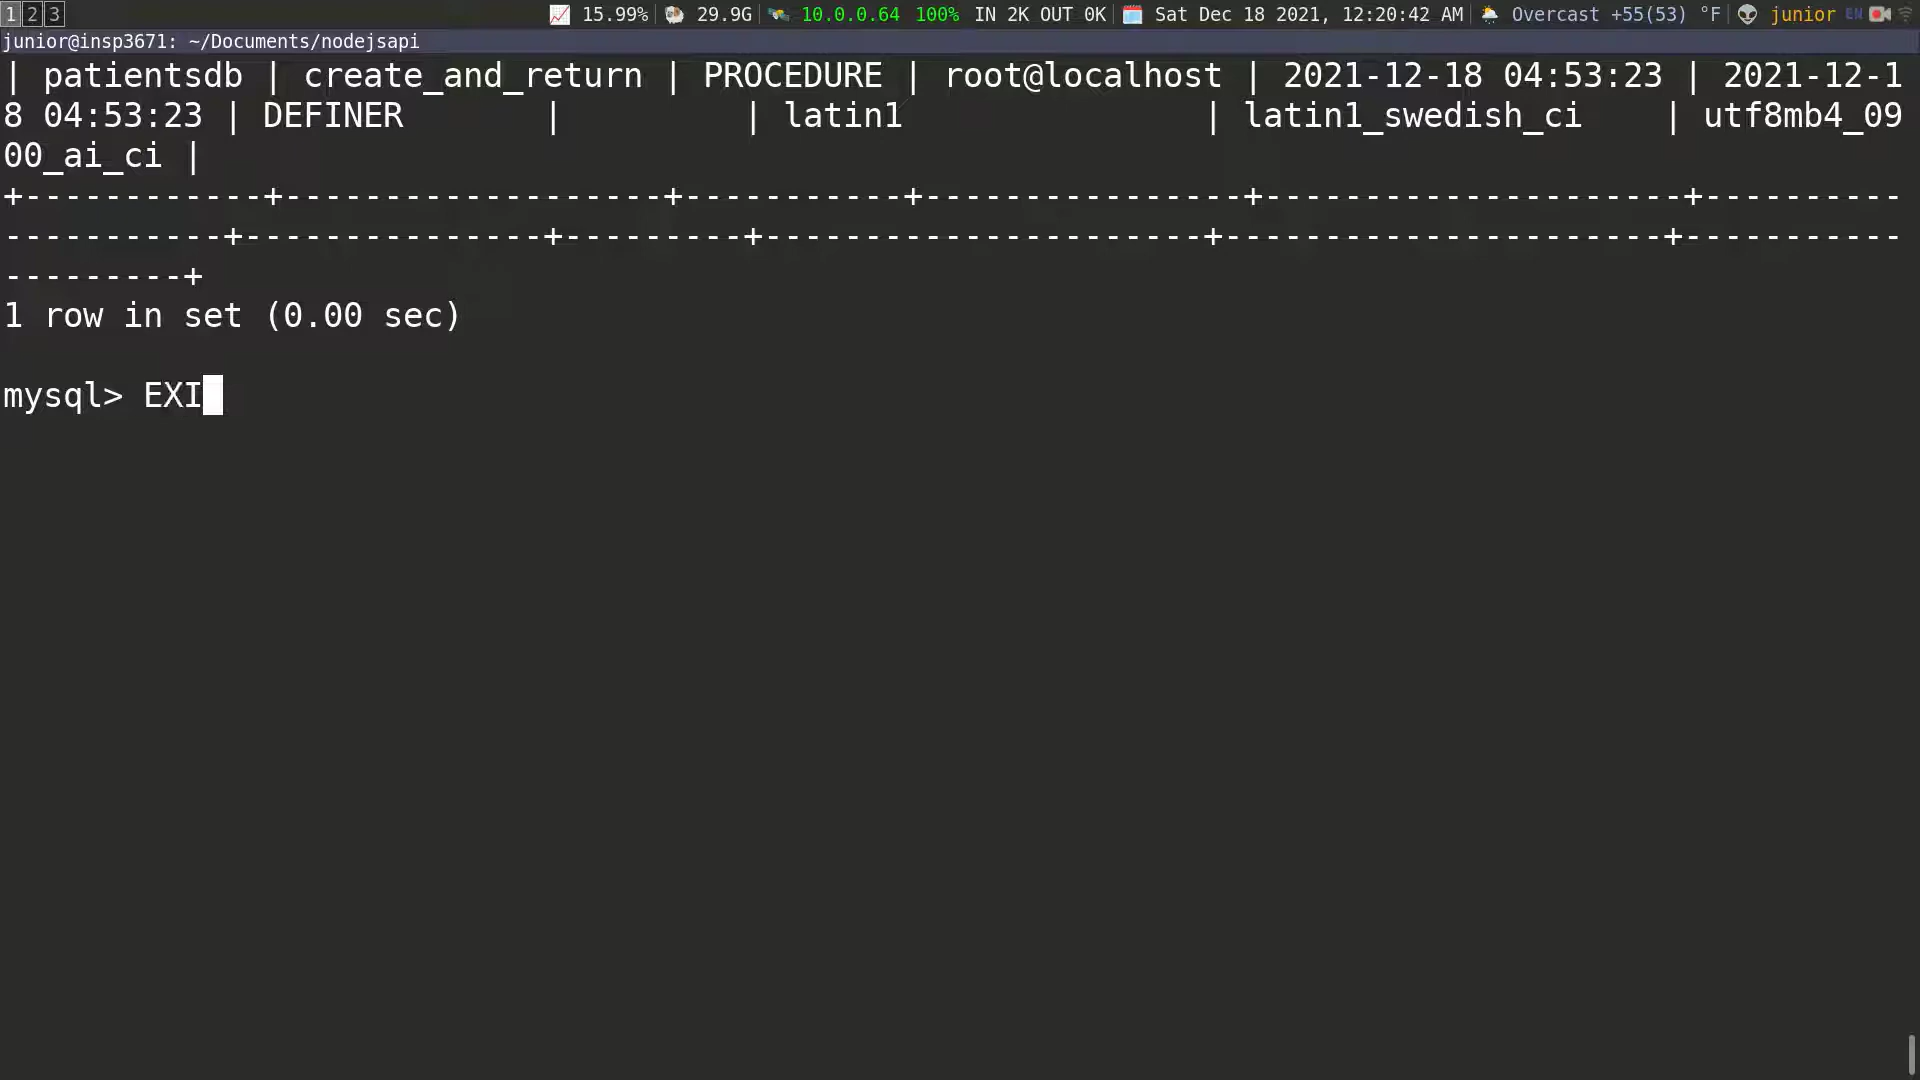 1 2 3 15.99% 29.9G 10.0.0.64 100% IN 2K OUT 0K Sat Dec 18 2021, 12:20:42 AM Overcast +55(53) °F junior EN
junior@insp3671: ~/Documents/nodejsapi
| patientsdb | create_and_return | PROCEDURE | root@localhost | 2021-12-18 04:53:23 | 2021-12-1
8 04:53:23 | DEFINER       |         | latin1               | latin1_swedish_ci    | utf8mb4_09
00_ai_ci |
+------------+-------------------+-----------+----------------+---------------------+----------
-----------+---------------+---------+----------------------+----------------------+-----------
---------+
1 row in set (0.00 sec)
mysql> EXI